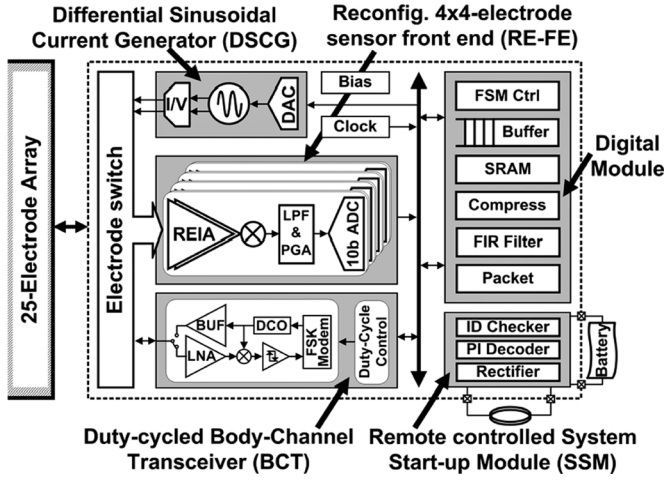 Differential Sinusoidal
Current Generator (DSCG)
Reconfig. 4x4-electrode
sensor front end (RE-FE)
25-Electrode Array
Electrode switch
I/V
DAC
Bias
Clock
REIA
LPF
&
PGA
10b ADC
BUF
LNA
DCO
FSK
Modem
Duty-Cycle
Control
FSM Ctrl
Buffer
SRAM
Compress
FIR Filter
Packet
Digital
Module
ID Checker
PI Decoder
Rectifier
Battery
Duty-cycled Body-Channel
Transceiver (BCT)
Remote controlled System
Start-up Module (SSM)